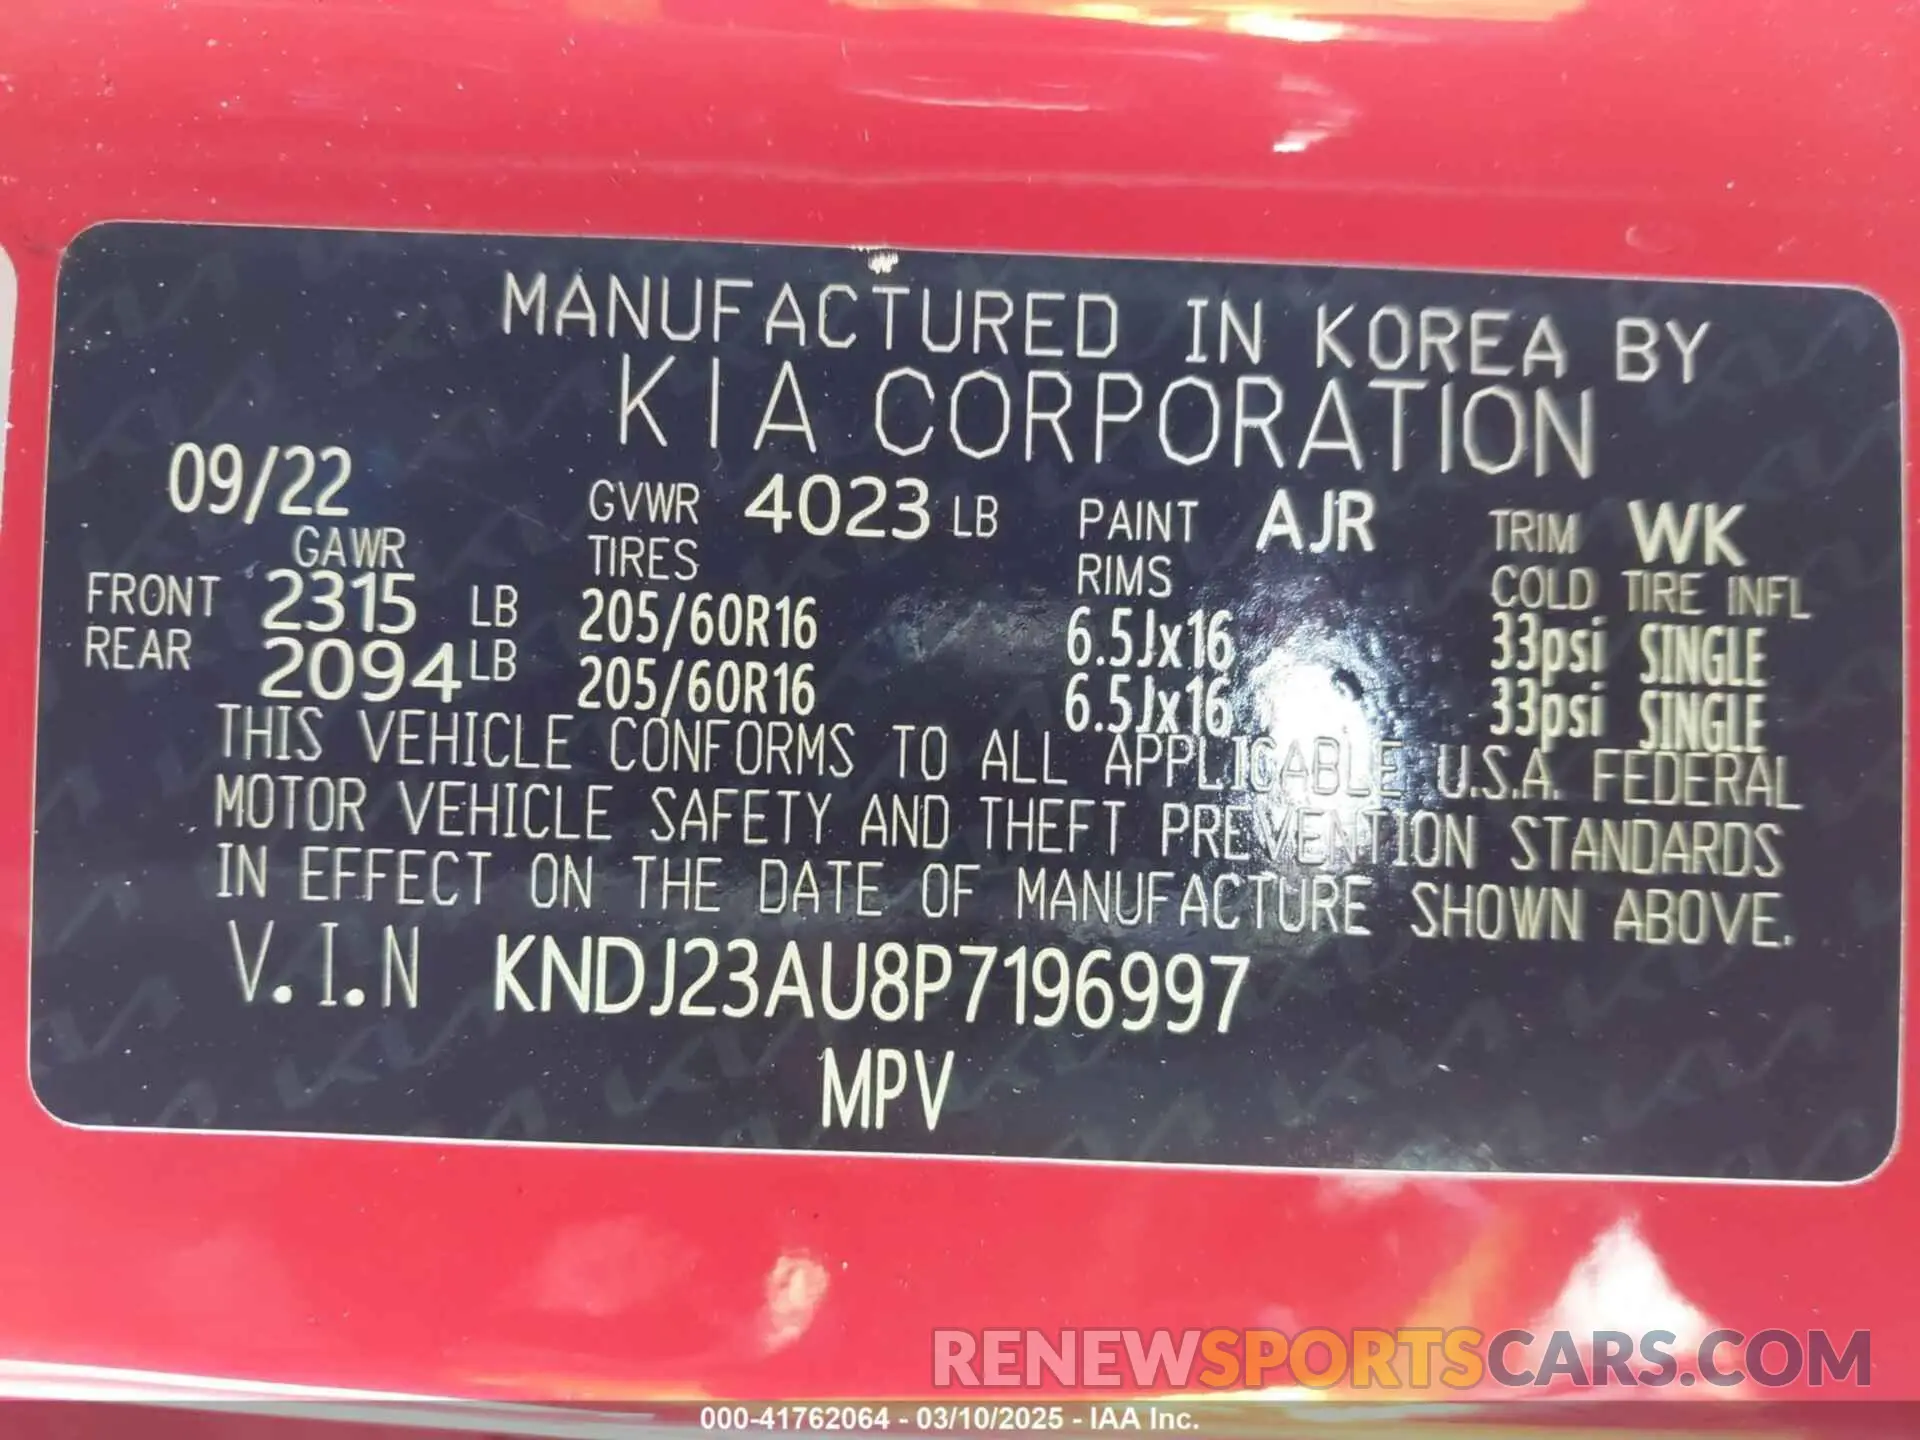 MANUFACTURED IN KOREA BY
KIA CORPORATION
09/22 GVWR 4023 LB PAINT AJR TRIM WK
GAWR TIRES RIMS COLD TIRE INFL
FRONT 2315 LB 205/60R16 6.5Jx16 33psi SINGLE
REAR 2094 LB 205/60R16 6.5Jx16 33psi SINGLE
THIS VEHICLE CONFORMS TO ALL APPLICABLE U.S.A. FEDERAL
MOTOR VEHICLE SAFETY AND THEFT PREVENTION STANDARDS
IN EFFECT ON THE DATE OF MANUFACTURE SHOWN ABOVE.
V.I.N KNDJ23AU8P7196997
MPV
RENEWSPORTSCARS.COM
000-41762064 - 03/10/2025 - IAA Inc.